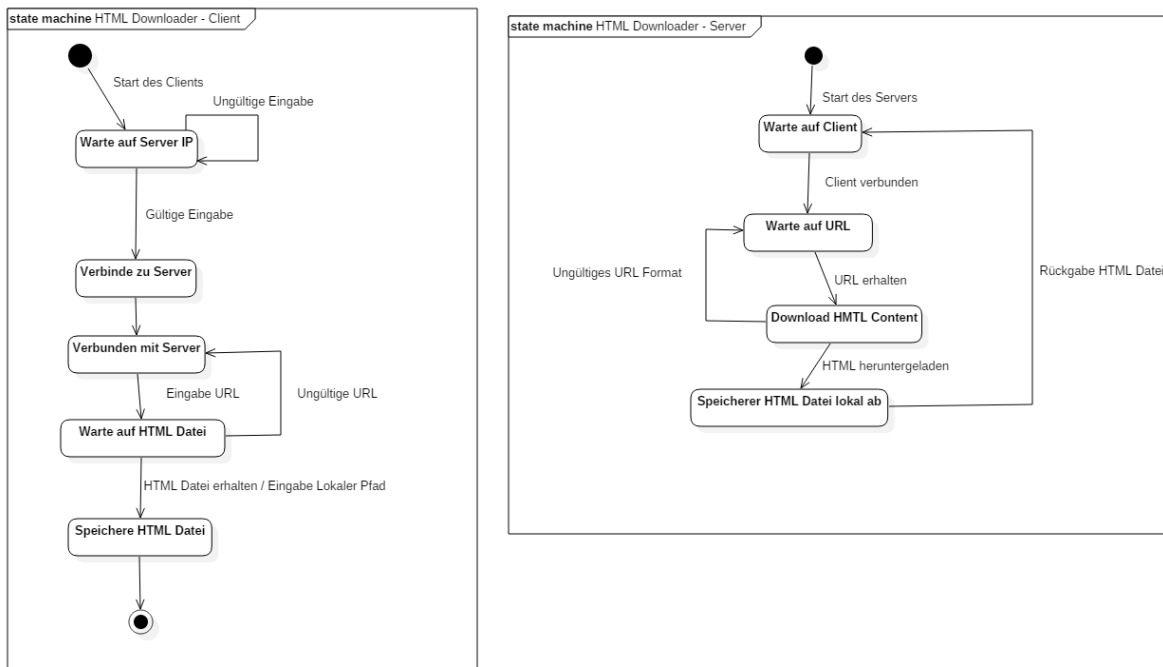 state machine HTML Downloader - Client
Start des Clients
Ungültige Eingabe
Warte auf Server IP
Gültige Eingabe
Verbinde zu Server
Verbunden mit Server
Eingabe URL
Ungültige URL
Warte auf HTML Datei
HTML Datei erhalten / Eingabe Lokaler Pfad
Speichere HTML Datei
state machine HTML Downloader - Server
Start des Servers
Warte auf Client
Client verbunden
Warte auf URL
Ungültiges URL Format
URL erhalten
Rückgabe HTML Datei
Download HMTL Content
HTML heruntergeladen
Speicherer HTML Datei lokal ab